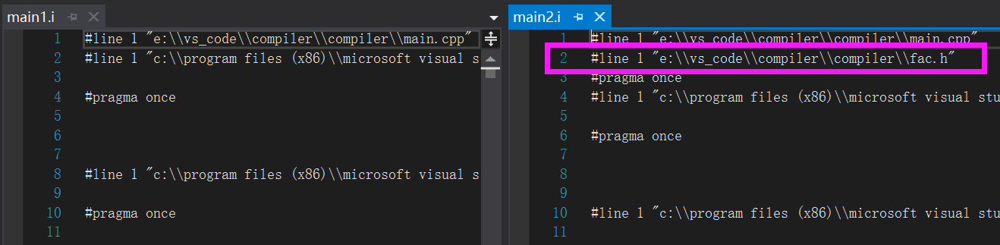 main1.i
1 #line 1 "e:\\vs_code\\compiler\\compiler\\main.cpp"
2 #line 1 "c:\\program files (x86)\\microsoft visual s
3
4 #pragma once
5
6
7
8 #line 1 "c:\\program files (x86)\\microsoft visual s
9
10 #pragma once
11
main2.i
1 #line 1 "e:\\vs_code\\compiler\\compiler\\main.cpp"
2 #line 1 "e:\\vs_code\\compiler\\compiler\\fac.h"
3 #pragma once
4 #line 1 "c:\\program files (x86)\\microsoft visual stu
5
6 #pragma once
7
8
9
10 #line 1 "c:\\program files (x86)\\microsoft visual stu
11